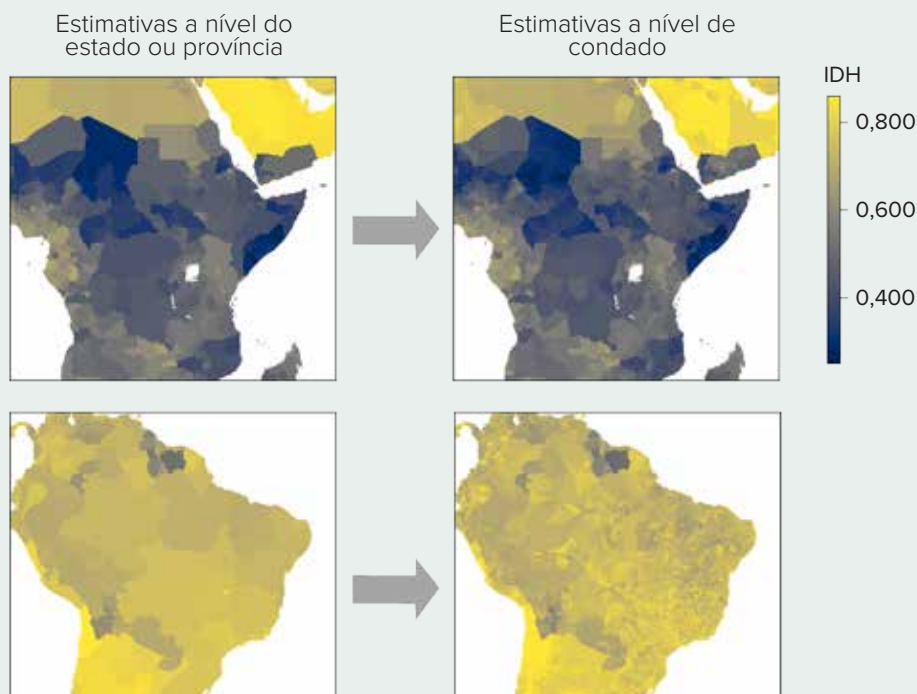 Estimativas a nível do
estado ou província
Estimativas a nível de
condado
IDH
0,800
0,600
0,400